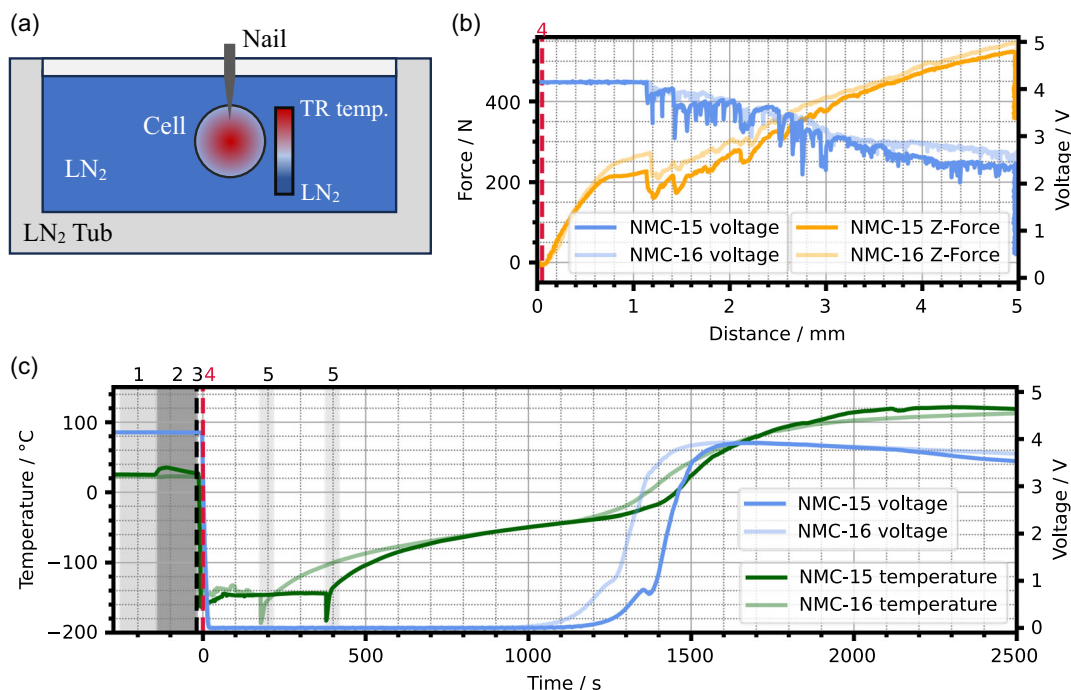 (a)
Nail
Cell
TR temp.
LN₂
LN₂
LN₂ Tub
(b)
4
400
200
0
Force / N
5
4
3
2
1
0
Voltage / V
NMC-15 voltage
NMC-16 voltage
NMC-15 Z-Force
NMC-16 Z-Force
0 1 2 3 4 5
Distance / mm
(c)
1 2 3 4 5 5
100
0
−100
−200
Temperature / °C
5
4
3
2
1
0
Voltage / V
NMC-15 voltage
NMC-16 voltage
NMC-15 temperature
NMC-16 temperature
0 500 1000 1500 2000 2500
Time / s